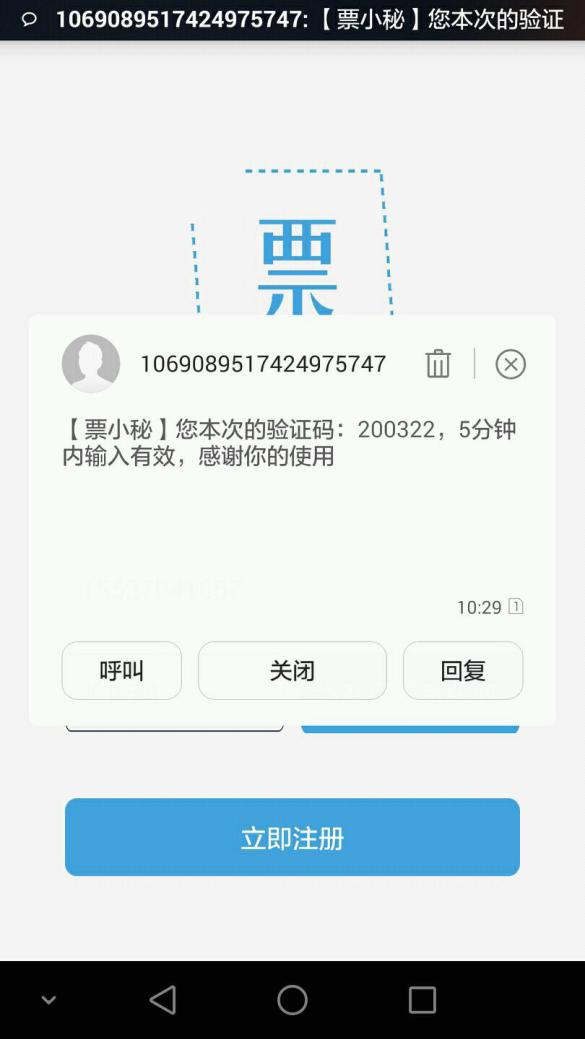 1069089517424975747:【票小秘】您本次的验证
票
1069089517424975747
【票小秘】您本次的验证码：200322，5分钟
内输入有效，感谢你的使用
10:29 1
呼叫 关闭 回复
立即注册